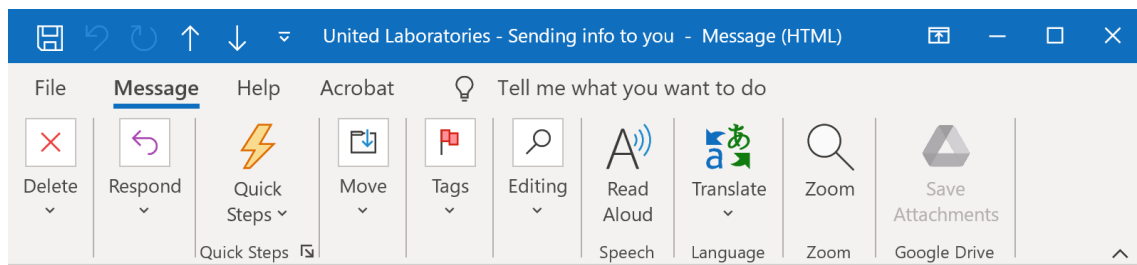 United Laboratories - Sending info to you - Message (HTML)
File Message Help Acrobat Tell me what you want to do
Delete Respond Quick Steps Move Tags Editing Read Aloud Translate Zoom Save Attachments
Quick Steps Speech Language Zoom Google Drive